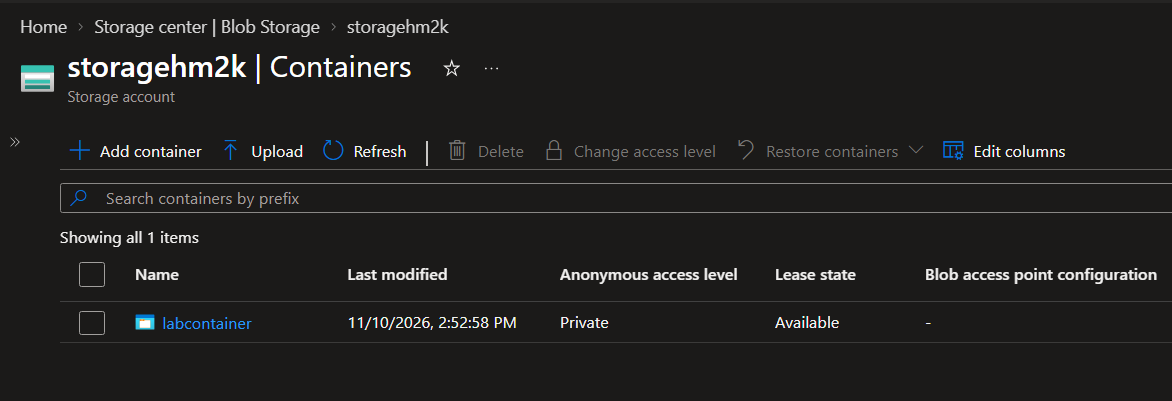 Home > Storage center | Blob Storage > storagehm2k
storagehm2k | Containers
Storage account
Add container Upload Refresh | Delete Change access level Restore containers Edit columns
Search containers by prefix
Showing all 1 items
Name Last modified Anonymous access level Lease state Blob access point configuration
labcontainer 11/10/2026, 2:52:58 PM Private Available -